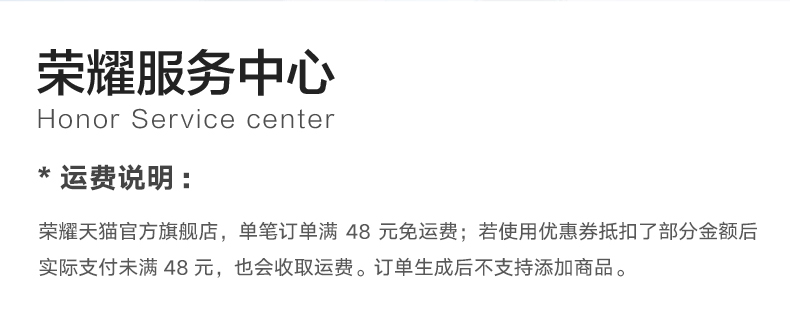 荣耀服务中心
Honor Service center
* 运费说明：
荣耀天猫官方旗舰店，单笔订单满 48 元免运费；若使用优惠券抵扣了部分金额后
实际支付未满 48 元，也会收取运费。订单生成后不支持添加商品。